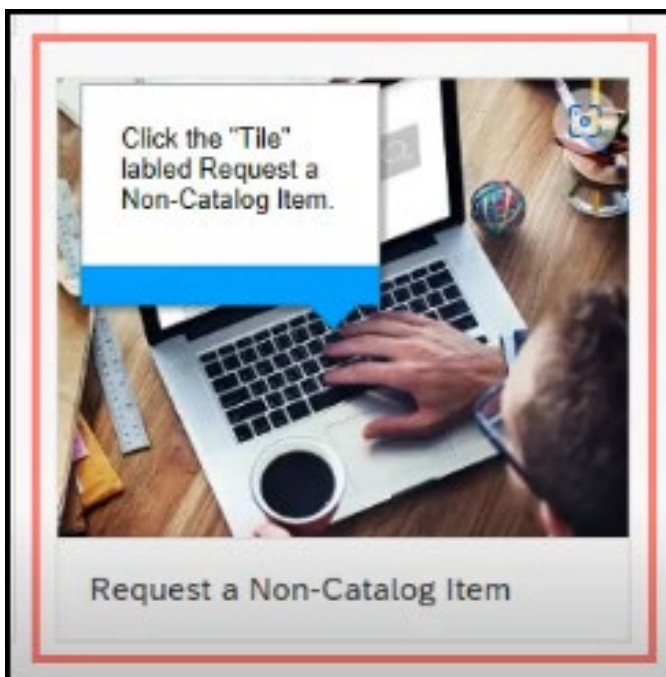 Click the "Tile"
labled Request a
Non-Catalog Item.
Request a Non-Catalog Item